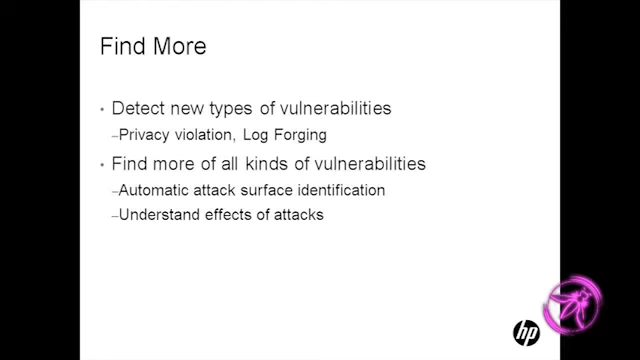 Find More
• Detect new types of vulnerabilities
–Privacy violation, Log Forging
• Find more of all kinds of vulnerabilities
–Automatic attack surface identification
–Understand effects of attacks
hp